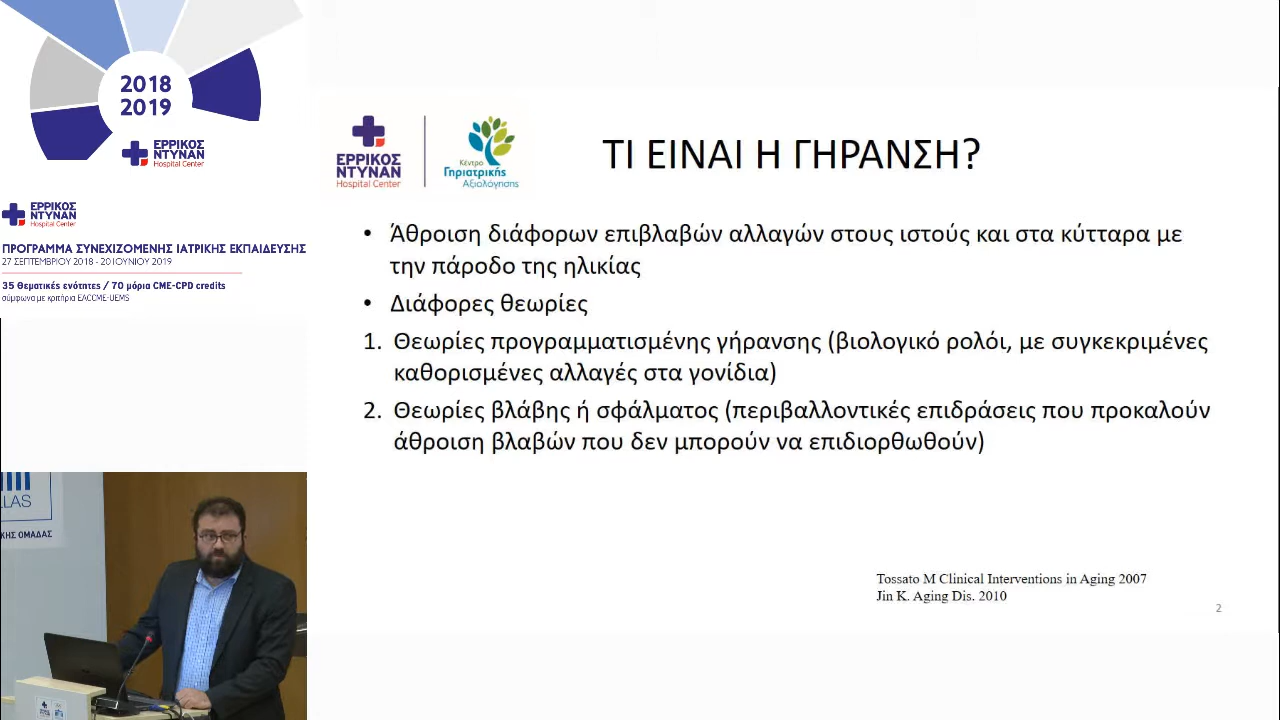 2018
2019
ΕΡΡΙΚΟΣ
ΝΤΥΝΑΝ
Hospital Center
ΕΡΡΙΚΟΣ
ΝΤΥΝΑΝ
Hospital Center
ΠΡΟΓΡΑΜΜΑ ΣΥΝΕΧΙΖΟΜΕΝΗΣ ΙΑΤΡΙΚΗΣ ΕΚΠΑΙΔΕΥΣΗΣ
27 ΣΕΠΤΕΜΒΡΙΟΥ 2018 - 20 ΙΟΥΝΙΟΥ 2019
35 Θεματικές ενότητες / 70 μόρια CME-CPD credits
σύμφωνα με κριτήρια EACCME-UEMS
ΕΡΡΙΚΟΣ
ΝΤΥΝΑΝ
Hospital Center
Κέντρο
Γηριατρικής
Αξιολόγησης
ΤΙ ΕΙΝΑΙ Η ΓΗΡΑΝΣΗ?
• Άθροιση διάφορων επιβλαβών αλλαγών στους ιστούς και στα κύτταρα με
την πάροδο της ηλικίας
• Διάφορες θεωρίες
1. Θεωρίες προγραμματισμένης γήρανσης (βιολογικό ρολόι, με συγκεκριμένες
καθορισμένες αλλαγές στα γονίδια)
2. Θεωρίες βλάβης ή σφάλματος (περιβαλλοντικές επιδράσεις που προκαλούν
άθροιση βλαβών που δεν μπορούν να επιδιορθωθούν)
Tossato M Clinical Interventions in Aging 2007
Jin K. Aging Dis. 2010
2
LLAS
ΚΗΣ ΟΜΑΔΑΣ